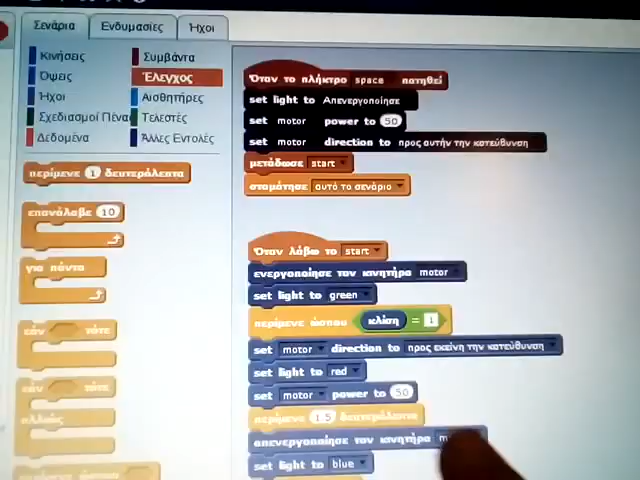 Σενάρια Ενδυμασίες Ήχοι
Κινήσεις Συμβάντα
Όψεις Έλεγχος
Ήχοι Αισθητήρες
Σχεδιασμοί Πένας Τελεστές
Δεδομένα Άλλες Εντολές
περίμενε 1 δευτερόλεπτα
επανάλαβε 10
για πάντα
εάν τότε
εάν τότε
αλλιώς
περίμενε ώσπου
Όταν το πλήκτρο space πατηθεί
set light to Απενεργοποίησε
set motor power to 50
set motor direction to προς αυτήν την κατεύθυνση
μετάδωσε start
σταμάτησε αυτό το σενάριο
Όταν λάβω το start
ενεργοποίησε τον κινητήρα motor
set light to green
περίμενε ώσπου κλίση = 1
set motor direction to προς εκείνη την κατεύθυνση
set light to red
set motor power to 50
περίμενε 1.5 δευτερόλεπτα
απενεργοποίησε τον κινητήρα
set light to blue